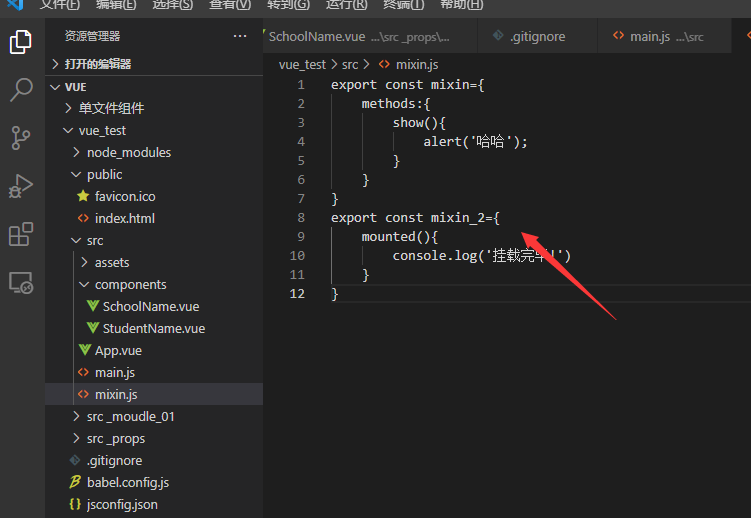 文件(F) 编辑(E) 选择(S) 查看(V) 转到(G) 运行(R) 终端(T) 帮助(H)
资源管理器 ···
SchoolName.vue ...\src _props\...
.gitignore
main.js ...\src
打开的编辑器
VUE
单文件组件
vue_test
node_modules
public
favicon.ico
index.html
src
assets
components
SchoolName.vue
StudentName.vue
App.vue
main.js
mixin.js
src _moudle_01
src _props
.gitignore
babel.config.js
jsconfig.json
vue_test > src > mixin.js
1 export const mixin={
2 methods:{
3 show(){
4 alert('哈哈');
5 }
6 }
7 }
8 export const mixin_2={
9 mounted(){
10 console.log('挂载完毕!')
11 }
12 }